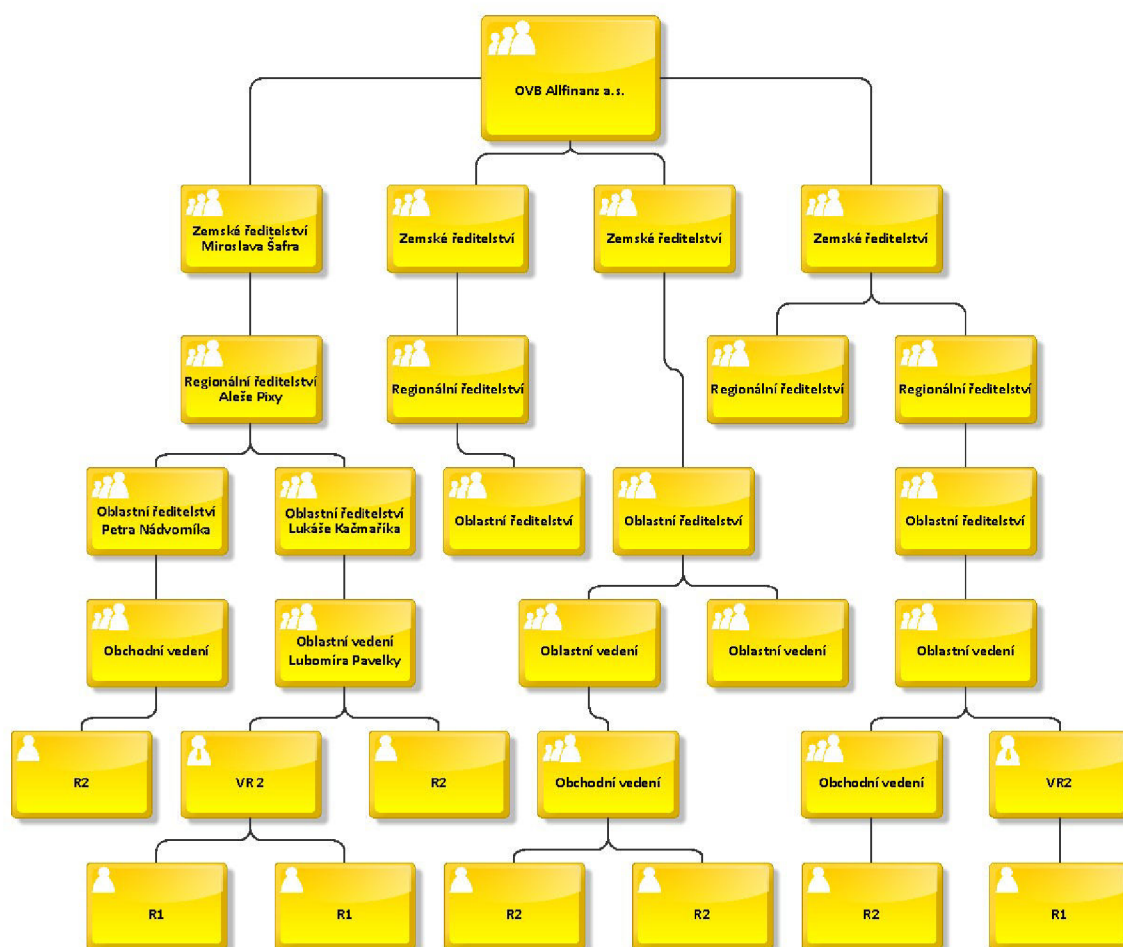 OVB Allfinanz a.s.
Zemské ředitelství
Miroslava Šafra
Zemské ředitelství
Zemské ředitelství
Zemské ředitelství
Regionální ředitelství
Aleše Pixy
Regionální ředitelství
Regionální ředitelství
Regionální ředitelství
Oblastní ředitelství
Petra Nádvorníka
Oblastní ředitelství
Lukáše Kačmaříka
Oblastní ředitelství
Oblastní ředitelství
Oblastní ředitelství
Obchodní vedení
Oblastní vedení
Lubomíra Pavelky
Oblastní vedení
Oblastní vedení
Oblastní vedení
R2
VR 2
R2
Obchodní vedení
Obchodní vedení
VR2
R1
R1
R2
R2
R2
R1